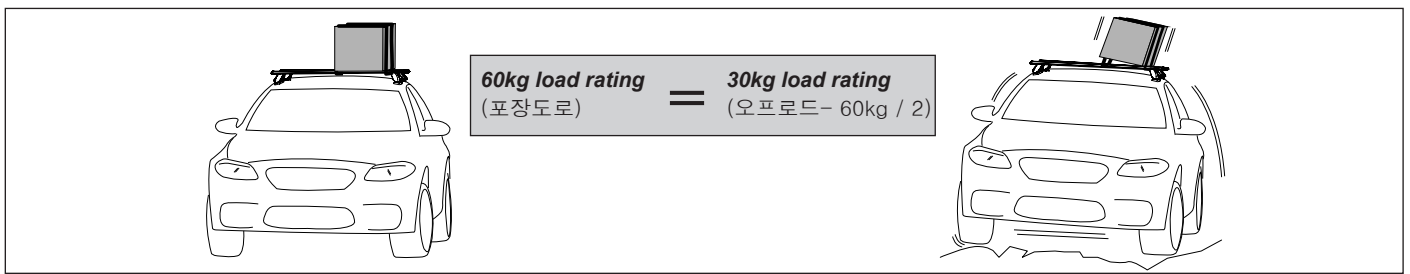 60kg load rating
(포장도로)
=
30kg load rating
(오프로드- 60kg / 2)